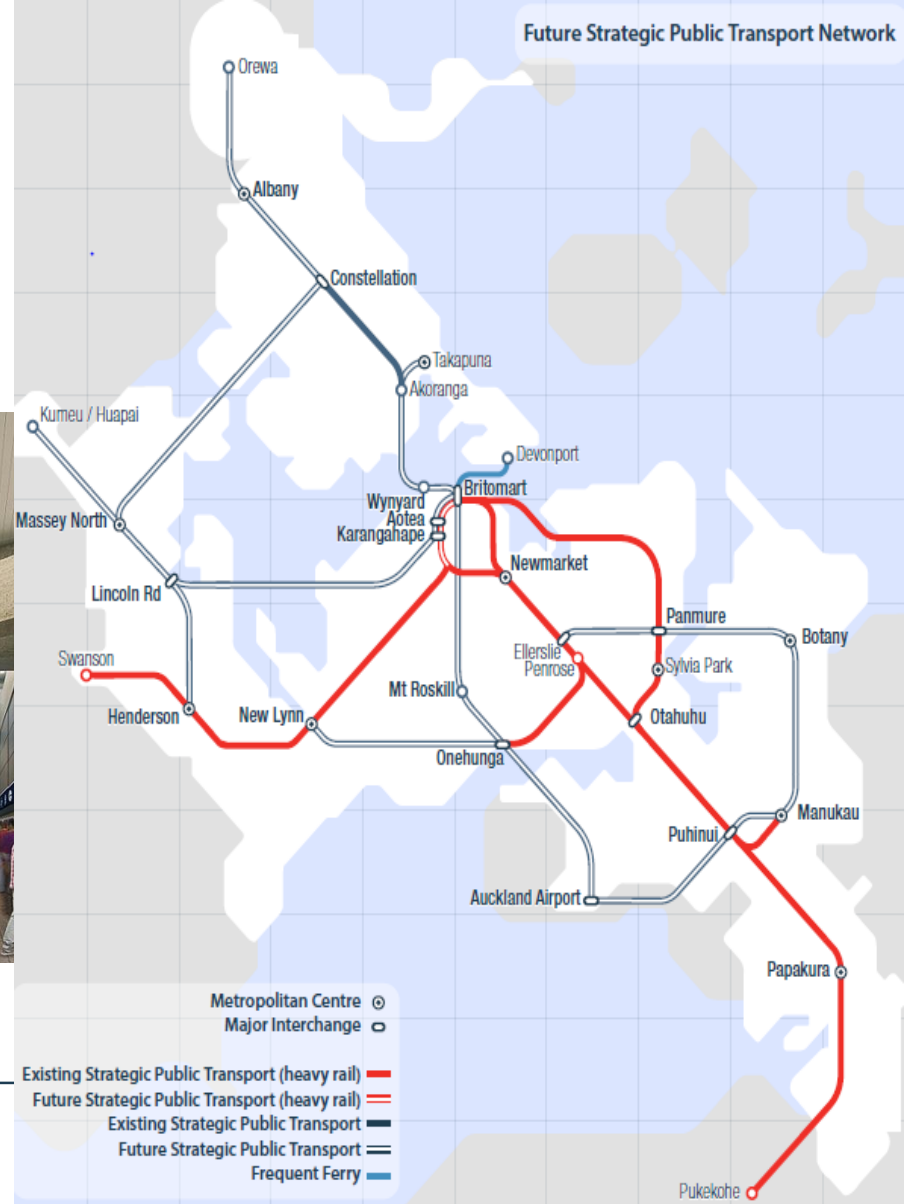 Future Strategic Public Transport Network
Orewa
Albany
Constellation
Takapuna
Akoranga
Kumeu / Huapai
Devonport
Britomart
Wynyard
Aotea
Karangahape
Massey North
Newmarket
Lincoln Rd
Panmure
Botany
Ellerslie
Penrose
Swanson
Sylvia Park
Mt Roskill
Henderson
New Lynn
Otahuhu
Onehunga
Manukau
Puhinui
Auckland Airport
Papakura
Metropolitan Centre
Major Interchange
Existing Strategic Public Transport (heavy rail)
Future Strategic Public Transport (heavy rail)
Existing Strategic Public Transport
Future Strategic Public Transport
Frequent Ferry
Pukekohe